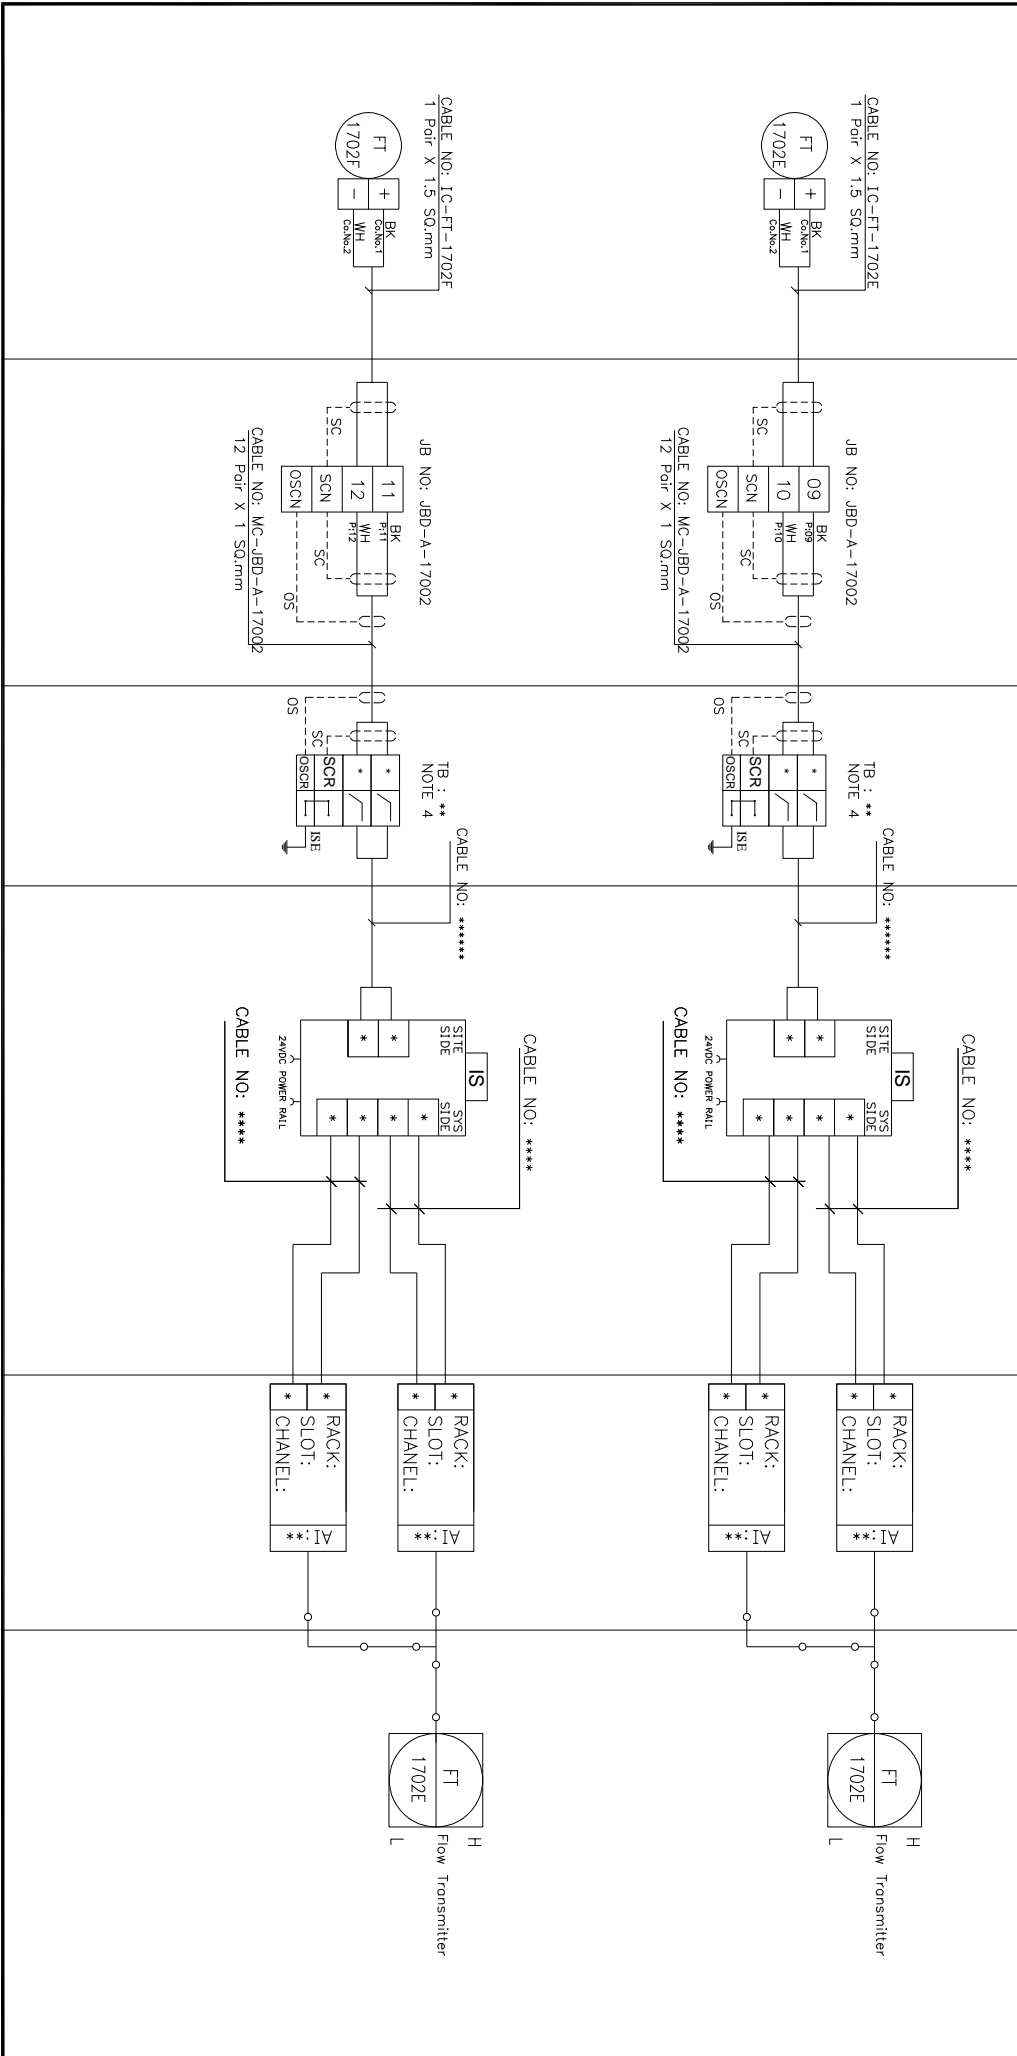 CABLE NO: IC-FT-1702E
1 Pair X 1.5 SQ.mm
FT
1702E
+
-
BK
Co.No.1
WH
Co.No.2
JB NO: JBD-A-17002
SC
09
10
SCN
OSCN
BK
P:09
WH
P:10
SC
OS
CABLE NO: MC-JBD-A-17002
12 Pair X 1 SQ.mm
TB : **
NOTE 4
OS
SC
*
*
SCR
OSCR
ISE
CABLE NO: ******
CABLE NO: ****
SITE
SIDE
IS
SYS
SIDE
*
*
*
*
*
*
24VDC POWER RAIL
CABLE NO: ****
*
*
RACK:
SLOT:
CHANEL:
AI:
**
*
*
RACK:
SLOT:
CHANEL:
AI:
**
FT
1702E
H
L
Flow Transmitter
CABLE NO: IC-FT-1702F
1 Pair X 1.5 SQ.mm
FT
1702F
+
-
BK
Co.No.1
WH
Co.No.2
JB NO: JBD-A-17002
SC
11
12
SCN
OSCN
BK
P:11
WH
P:12
SC
OS
CABLE NO: MC-JBD-A-17002
12 Pair X 1 SQ.mm
TB : **
NOTE 4
OS
SC
*
*
SCR
OSCR
ISE
CABLE NO: ******
CABLE NO: ****
SITE
SIDE
IS
SYS
SIDE
*
*
*
*
*
*
24VDC POWER RAIL
CABLE NO: ****
*
*
RACK:
SLOT:
CHANEL:
AI:
**
*
*
RACK:
SLOT:
CHANEL:
AI:
**
FT
1702E
H
L
Flow Transmitter